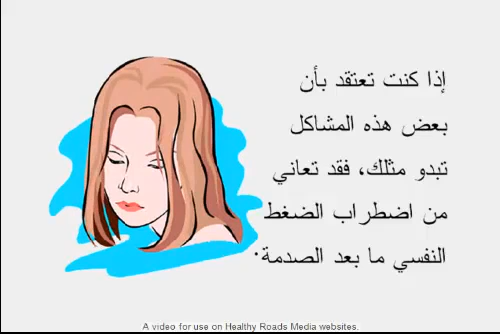 إذا كنت تعتقد بأن
بعض هذه المشاكل
تبدو مثلك، فقد تعاني
من اضطراب الضغط
النفسي ما بعد الصدمة.
A video for use on Healthy Roads Media websites.